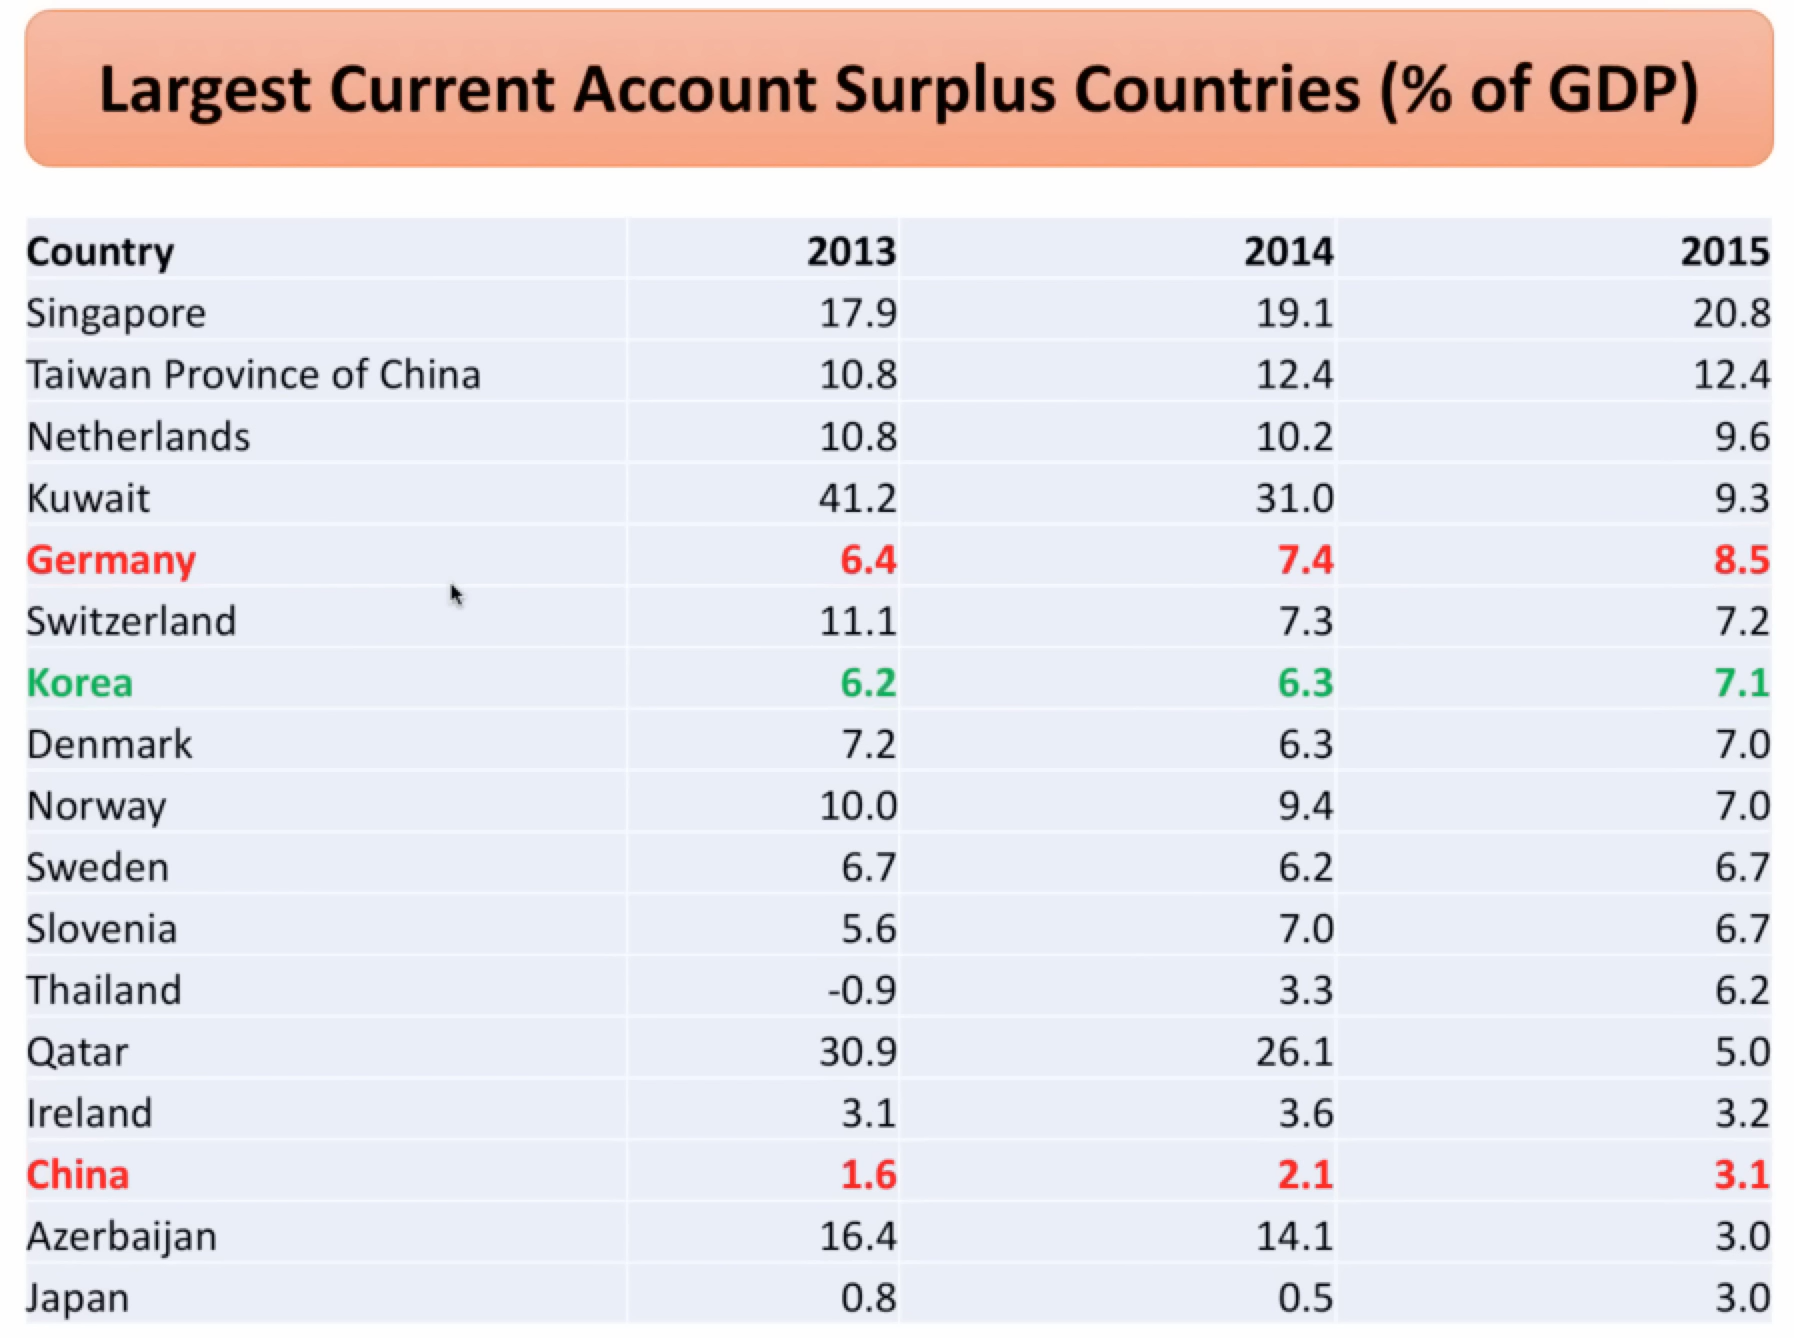 Largest Current Account Surplus Countries (% of GDP)
Country 2013 2014 2015
Singapore 17.9 19.1 20.8
Taiwan Province of China 10.8 12.4 12.4
Netherlands 10.8 10.2 9.6
Kuwait 41.2 31.0 9.3
Germany 6.4 7.4 8.5
Switzerland 11.1 7.3 7.2
Korea 6.2 6.3 7.1
Denmark 7.2 6.3 7.0
Norway 10.0 9.4 7.0
Sweden 6.7 6.2 6.7
Slovenia 5.6 7.0 6.7
Thailand -0.9 3.3 6.2
Qatar 30.9 26.1 5.0
Ireland 3.1 3.6 3.2
China 1.6 2.1 3.1
Azerbaijan 16.4 14.1 3.0
Japan 0.8 0.5 3.0